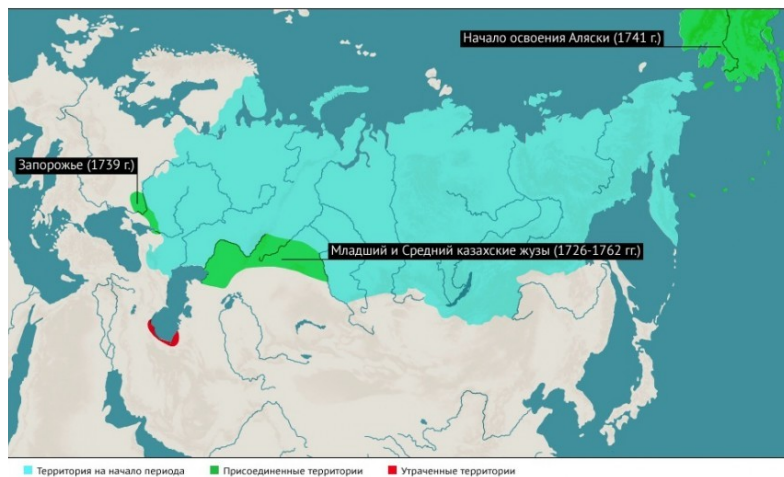 Начало освоения Аляски (1741 г.)
Запорожье (1739 г.)
Младший и Средний казахские жузы (1726-1762 гг.)
Территория на начало периода
Присоединенные территории
Утраченные территории